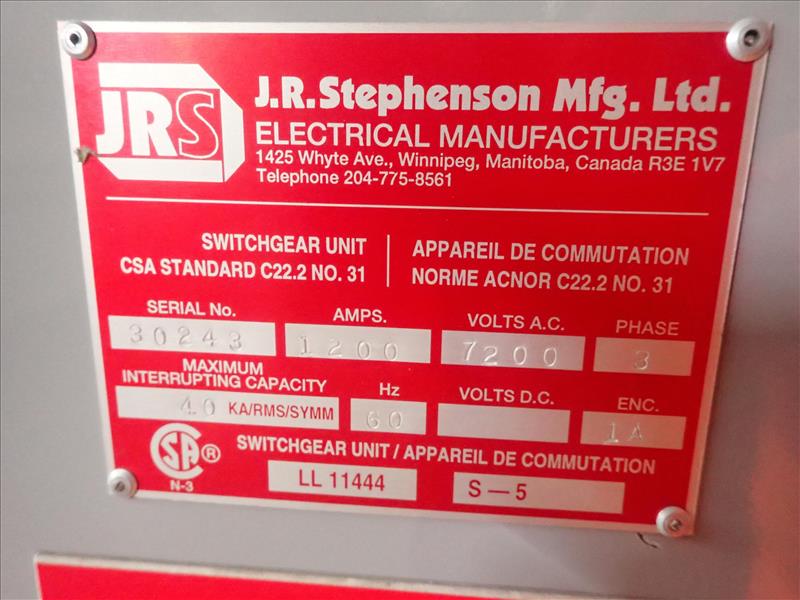 JRS
J.R.Stephenson Mfg. Ltd.
ELECTRICAL MANUFACTURERS
1425 Whyte Ave., Winnipeg, Manitoba, Canada R3E 1V7
Telephone 204-775-8561
SWITCHGEAR UNIT
CSA STANDARD C22.2 NO. 31
APPAREIL DE COMMUTATION
NORME ACNOR C22.2 NO. 31
SERIAL No. AMPS. VOLTS A.C. PHASE
30243 1200 7200 3
MAXIMUM
INTERRUPTING CAPACITY Hz VOLTS D.C. ENC.
40 KA/RMS/SYMM 60 1A
SA ®
N-3
SWITCHGEAR UNIT / APPAREIL DE COMMUTATION
LL 11444 S — 5